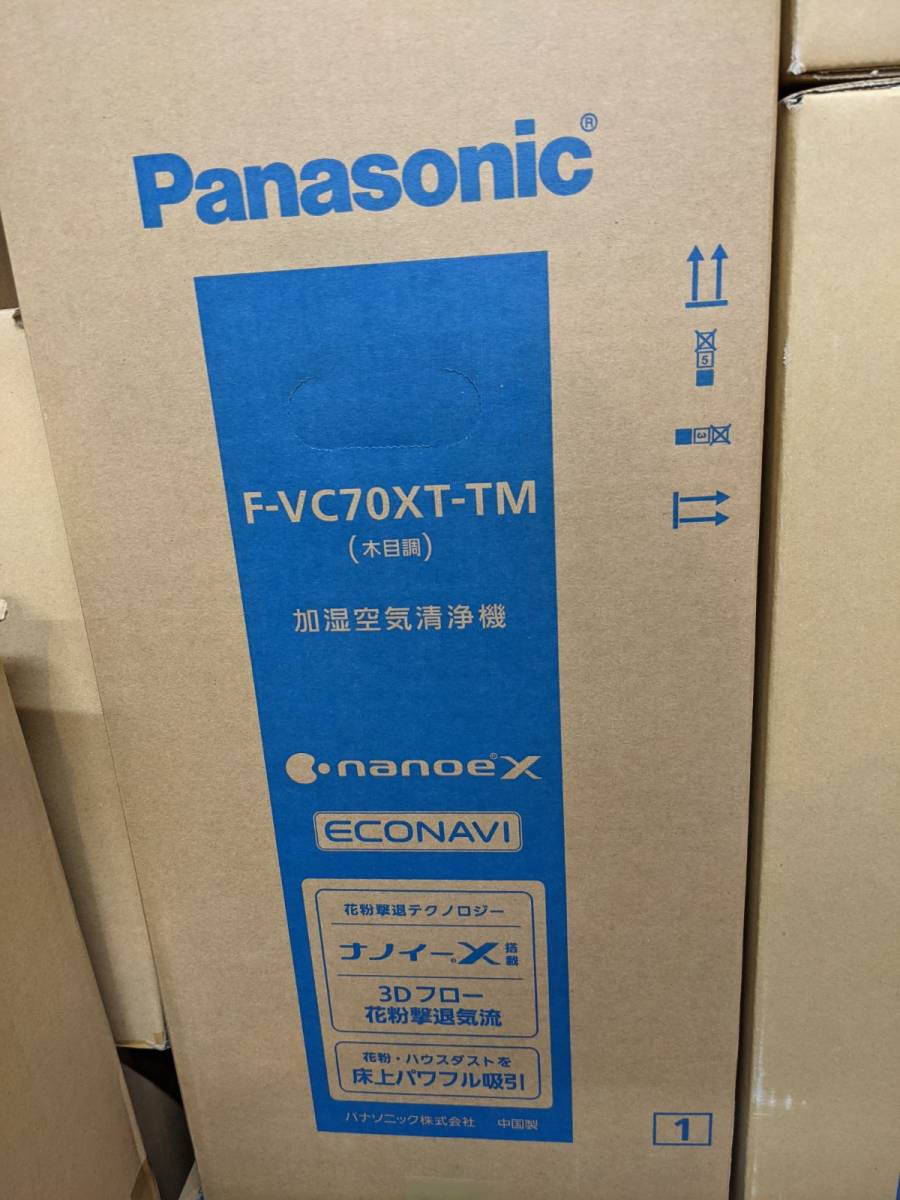 Panasonic®
5
3
F-VC70XT-TM
(木目調)
加湿空気清浄機
nanoe®X
ECONAVI
花粉撃退テクノロジー
ナノイー®X 搭載
3Dフロー
花粉撃退気流
花粉・ハウスダストを
床上パワフル吸引
パナソニック株式会社 中国製
1